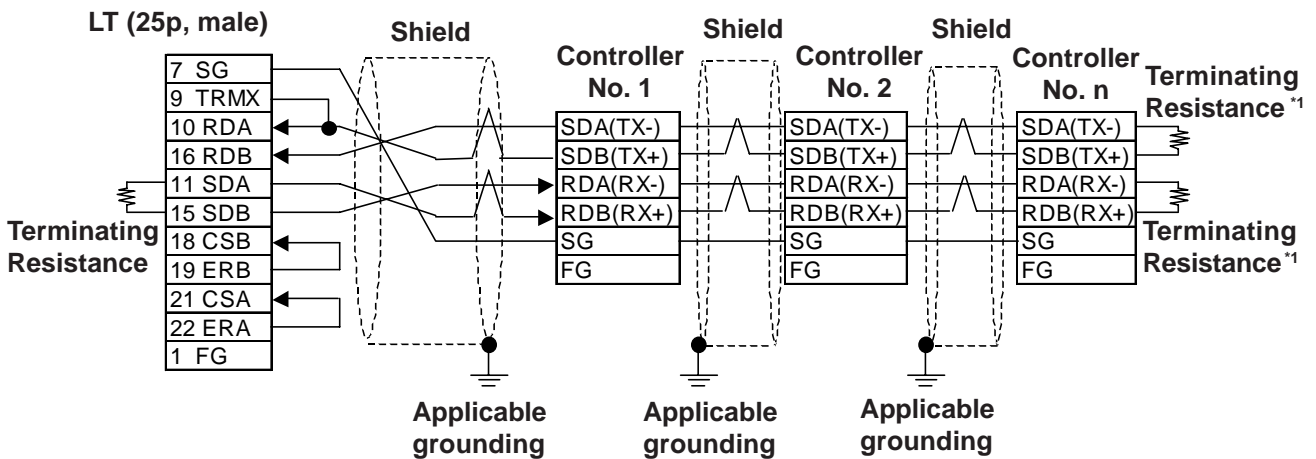 LT (25p, male)
7 SG
9 TRMX
10 RDA
16 RDB
11 SDA
15 SDB
18 CSB
19 ERB
21 CSA
22 ERA
1 FG
Terminating
Resistance
Shield
Applicable
grounding
Controller
No. 1
SDA(TX-)
SDB(TX+)
RDA(RX-)
RDB(RX+)
SG
FG
Shield
Applicable
grounding
Controller
No. 2
SDA(TX-)
SDB(TX+)
RDA(RX-)
RDB(RX+)
SG
FG
Shield
Applicable
grounding
Controller
No. n
SDA(TX-)
SDB(TX+)
RDA(RX-)
RDB(RX+)
SG
FG
Terminating
Resistance *1
Terminating
Resistance *1